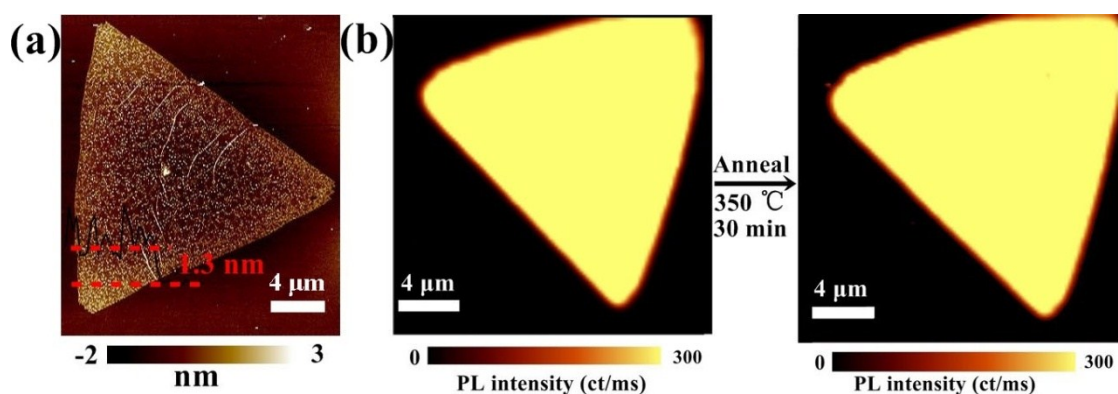 (a)
1.3 nm
4 μm
-2
3
nm
(b)
4 μm
0
300
PL intensity (ct/ms)
Anneal
350 ℃
30 min
4 μm
0
300
PL intensity (ct/ms)